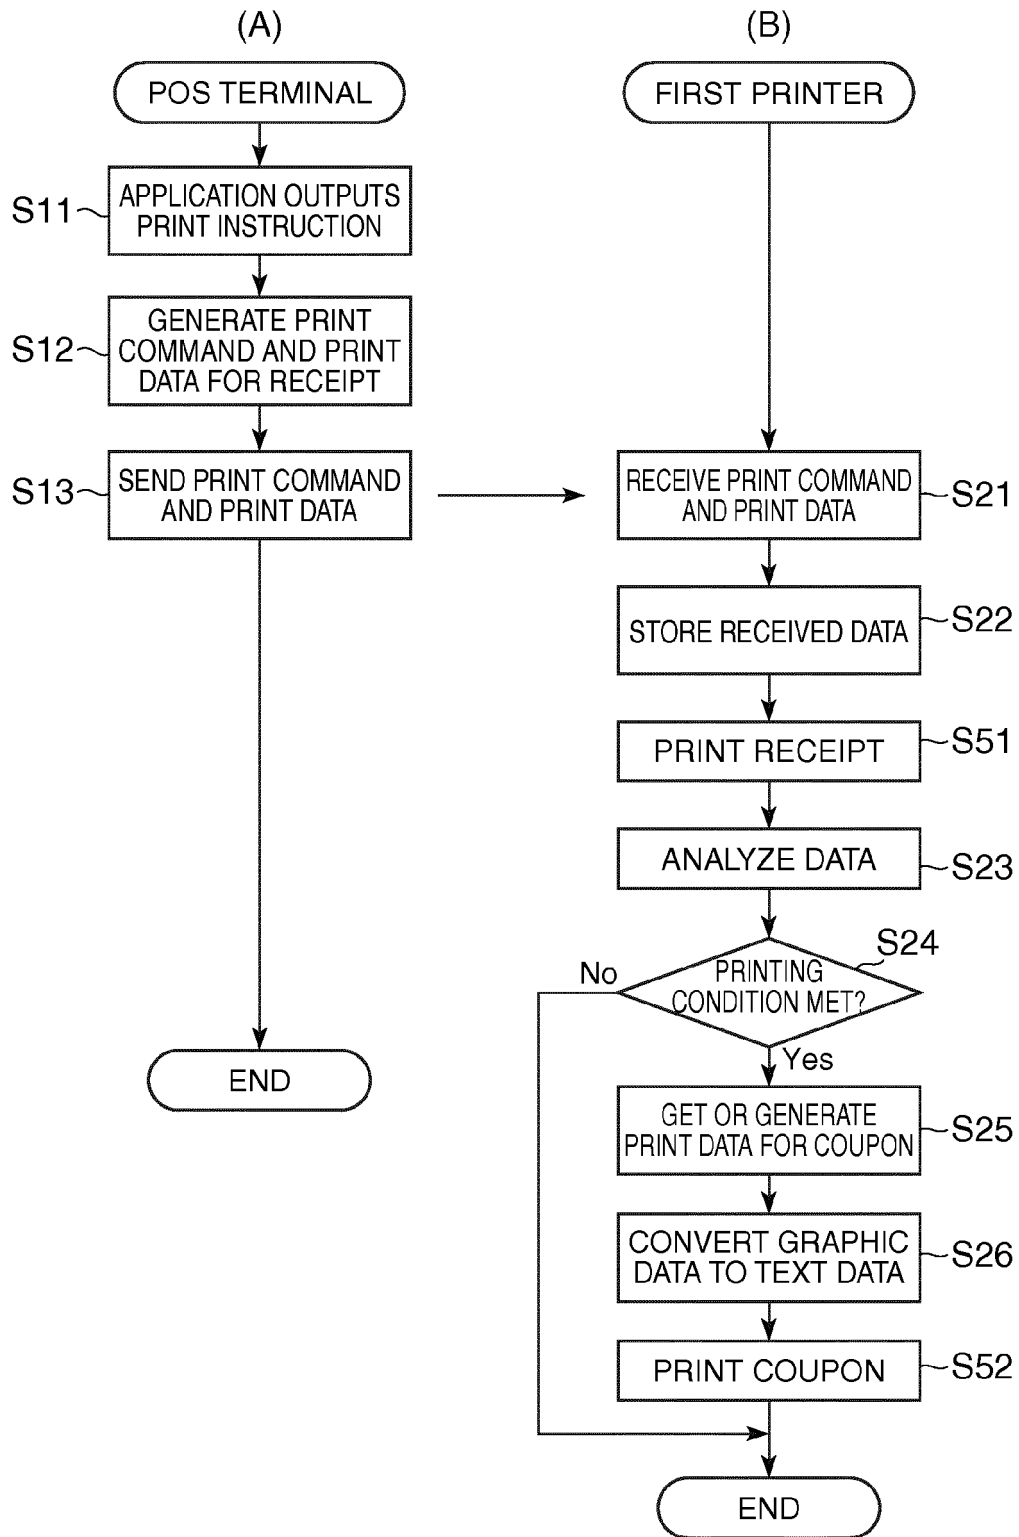 (A)
POS TERMINAL
S11
APPLICATION OUTPUTS
PRINT INSTRUCTION
S12
GENERATE PRINT
COMMAND AND PRINT
DATA FOR RECEIPT
S13
SEND PRINT COMMAND
AND PRINT DATA
END
(B)
FIRST PRINTER
RECEIVE PRINT COMMAND
AND PRINT DATA
S21
STORE RECEIVED DATA
S22
PRINT RECEIPT
S51
ANALYZE DATA
S23
S24
PRINTING
CONDITION MET?
No
Yes
GET OR GENERATE
PRINT DATA FOR COUPON
S25
CONVERT GRAPHIC
DATA TO TEXT DATA
S26
PRINT COUPON
S52
END